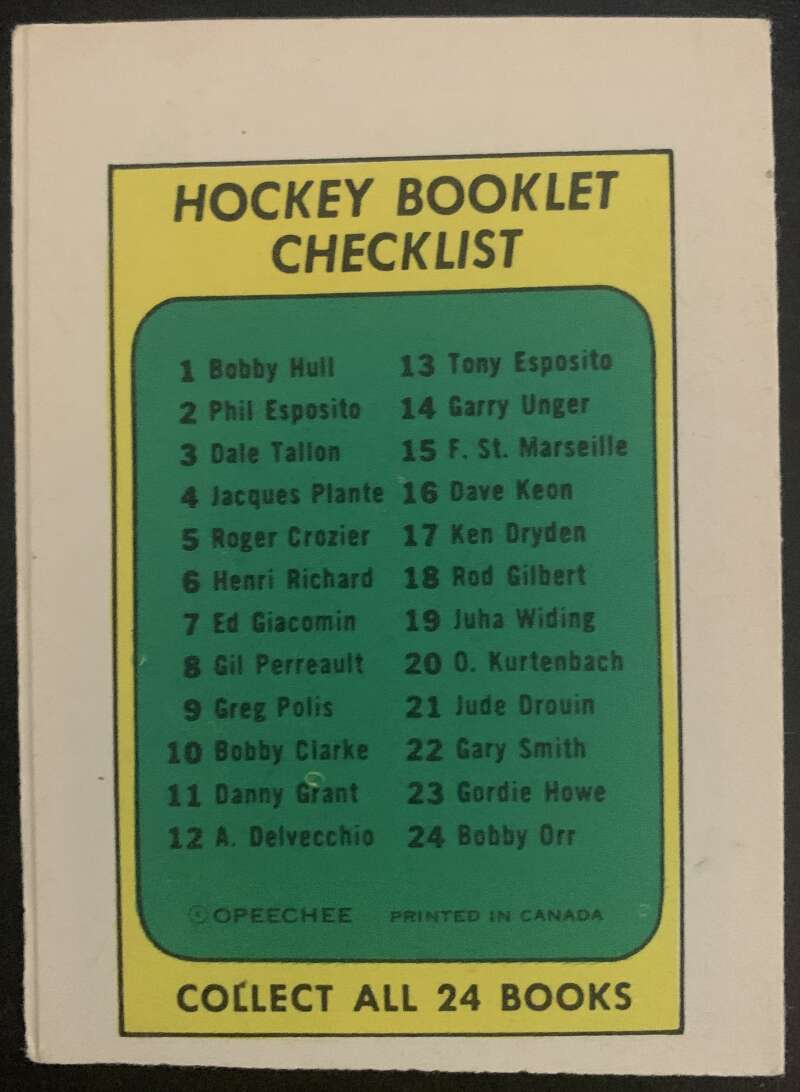 HOCKEY BOOKLET
CHECKLIST
1 Bobby Hull
2 Phil Esposito
3 Dale Tallon
4 Jacques Plante
5 Roger Crozier
6 Henri Richard
7 Ed Giacomin
8 Gil Perreault
9 Greg Polis
10 Bobby Clarke
11 Danny Grant
12 A. Delvecchio
13 Tony Esposito
14 Garry Unger
15 F. St. Marseille
16 Dave Keon
17 Ken Dryden
18 Rod Gilbert
19 Juha Widing
20 O. Kurtenbach
21 Jude Drouin
22 Gary Smith
23 Gordie Howe
24 Bobby Orr
©OPEECHEE PRINTED IN CANADA
COLLECT ALL 24 BOOKS